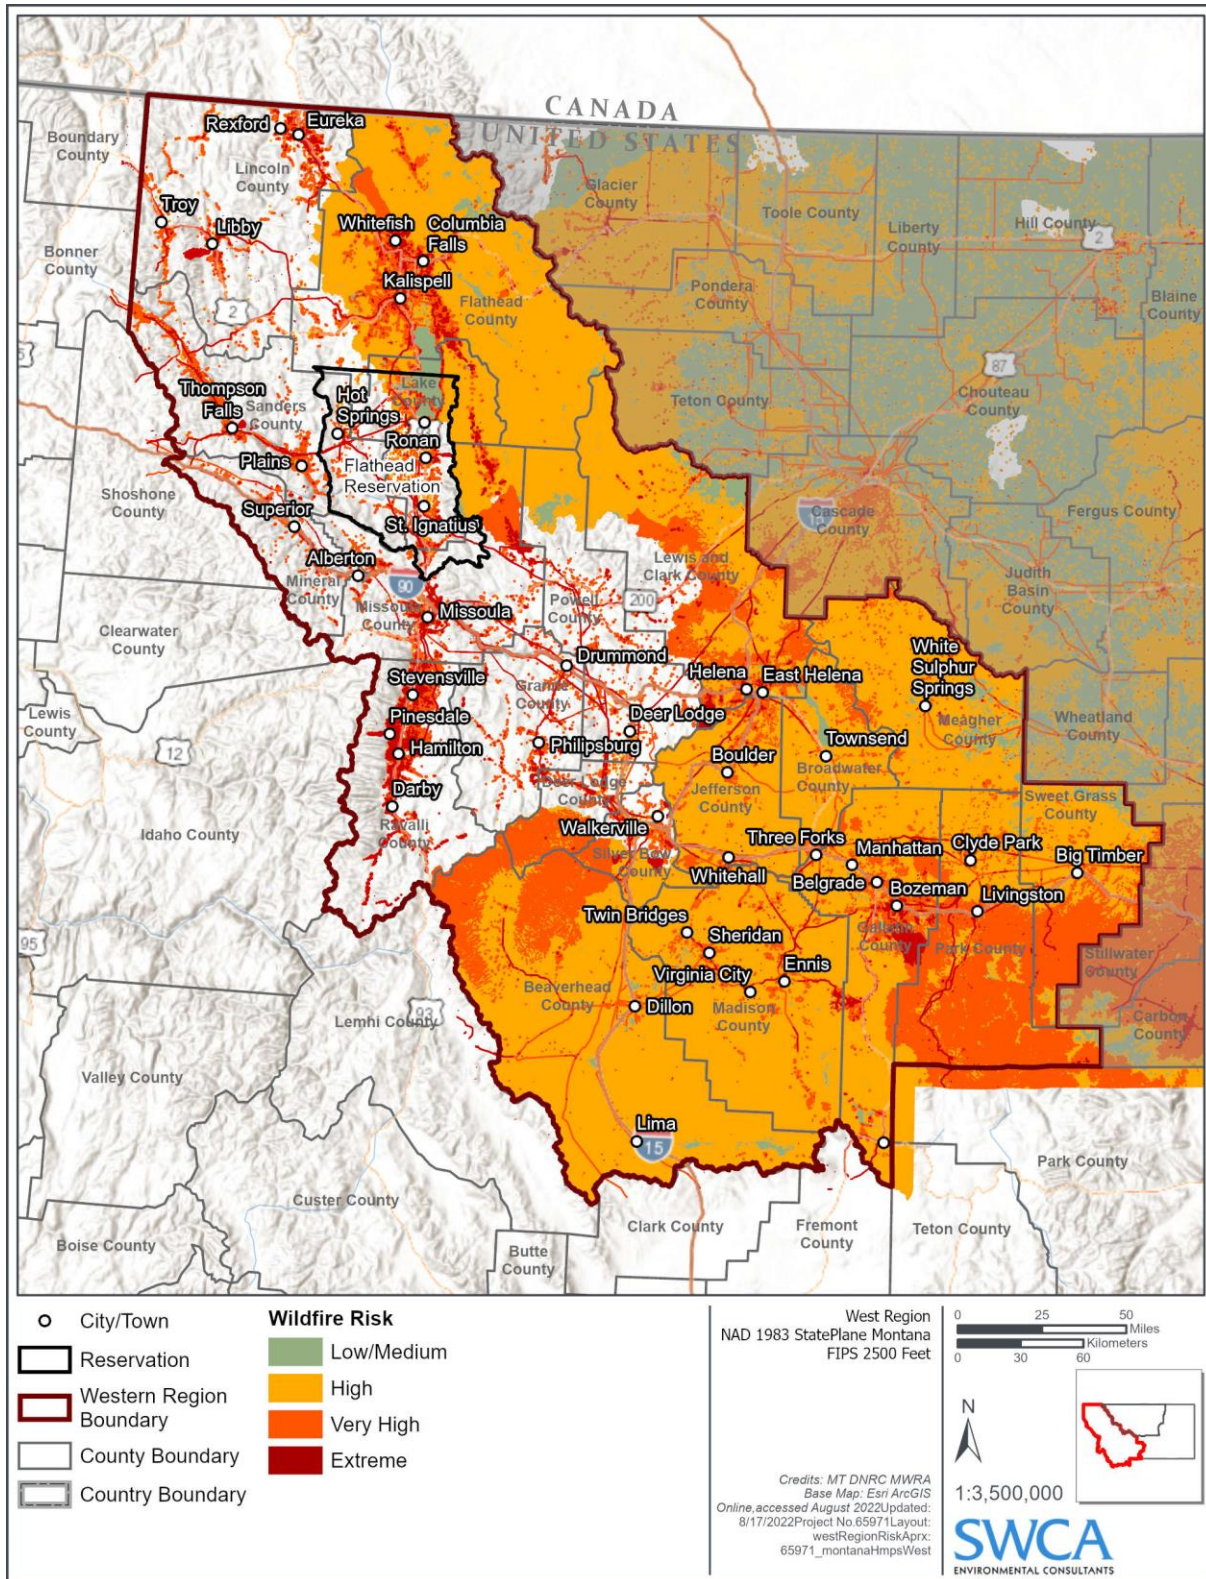 CANADA
UNITED STATES
Boundary
County
Rexford
Eureka
Lincoln
County
Glacier
County
Toole County
Liberty
County
Hill County
2
Troy
Libby
Whitefish
Columbia
Falls
Kalispell
Bonner
County
Flathead
County
Pondera
County
Blaine
County
2
5
87
Thompson
Falls
Sanders
County
Hot
Springs
Lake
County
Teton County
Chouteau
County
Ronan
Plains
Flathead
Reservation
Shoshone
County
Superior
St. Ignatius
Cascade
County
15
Fergus County
Alberton
Mineral
County
90
Missoula
County
Missoula
Lewis and
Clark County
Powell
County
200
Judith
Basin
County
Clearwater
County
Drummond
White
Sulphur
Springs
Stevensville
Granite
County
Helena
East Helena
Lewis
County
Pinesdale
Deer Lodge
Meagher
County
Wheatland
County
12
Hamilton
Philipsburg
Boulder
Townsend
Darby
Deer Lodge
County
Jefferson
County
Broadwater
County
Sweet Grass
County
Idaho County
Ravalli
County
Walkerville
Silver Bow
County
Three Forks
Manhattan
Clyde Park
Big Timber
Whitehall
Belgrade
Bozeman
Livingston
95
Twin Bridges
Sheridan
Gallatin
County
Park County
Stillwater
County
Virginia City
Ennis
Beaverhead
County
Dillon
Madison
County
Carbon
County
Lemhi County
93
Valley County
Lima
15
Park County
Custer County
Clark County
Fremont
County
Teton County
Boise County
Butte
County
City/Town
Reservation
Western Region
Boundary
County Boundary
Country Boundary
Wildfire Risk
Low/Medium
High
Very High
Extreme
West Region
NAD 1983 StatePlane Montana
FIPS 2500 Feet
Credits: MT DNRC MWRA
Base Map: Esri ArcGIS
Online,accessed August 2022Updated:
8/17/2022Project No.65971Layout:
westRegionRiskAprx:
65971_montanaHmpsWest
0 25 50
Miles
Kilometers
0 30 60
N
1:3,500,000
SWCA
ENVIRONMENTAL CONSULTANTS